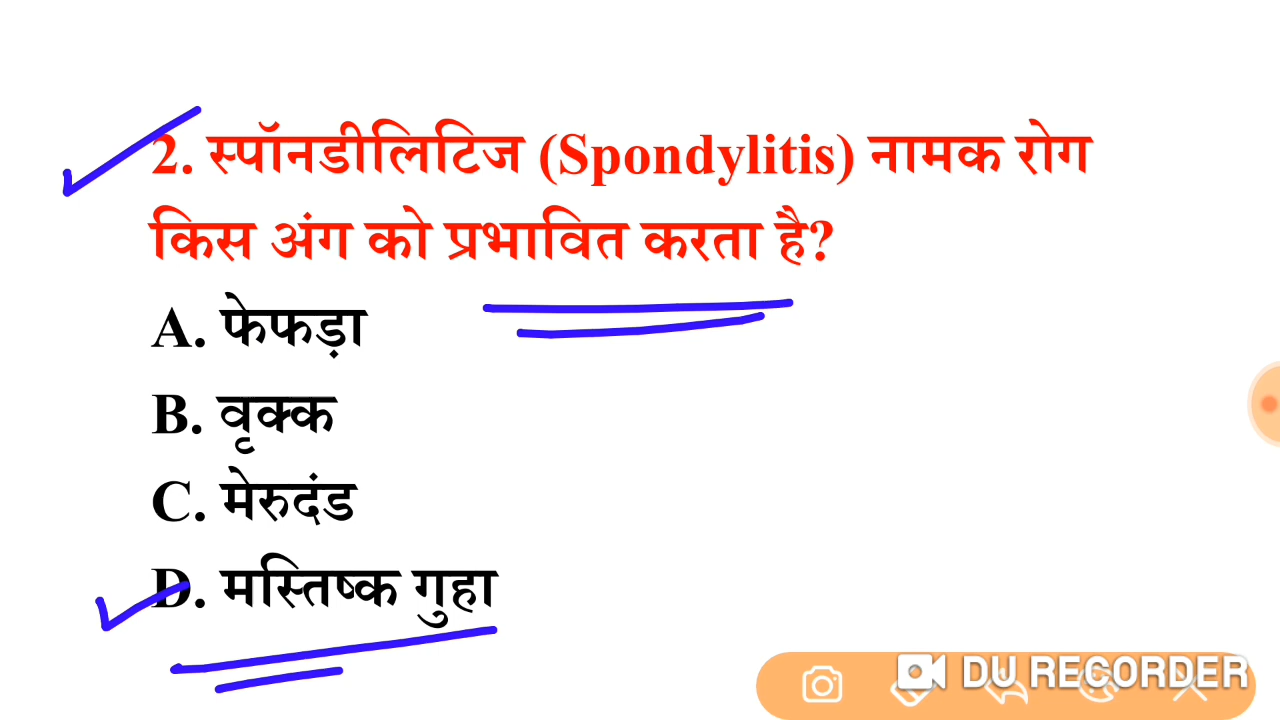 2. स्पॉनडीलिटिज (Spondylitis) नामक रोग
किस अंग को प्रभावित करता है?
A. फेफड़ा
B. वृक्क
C. मेरुदंड
D. मस्तिष्क गुहा
DU RECORDER